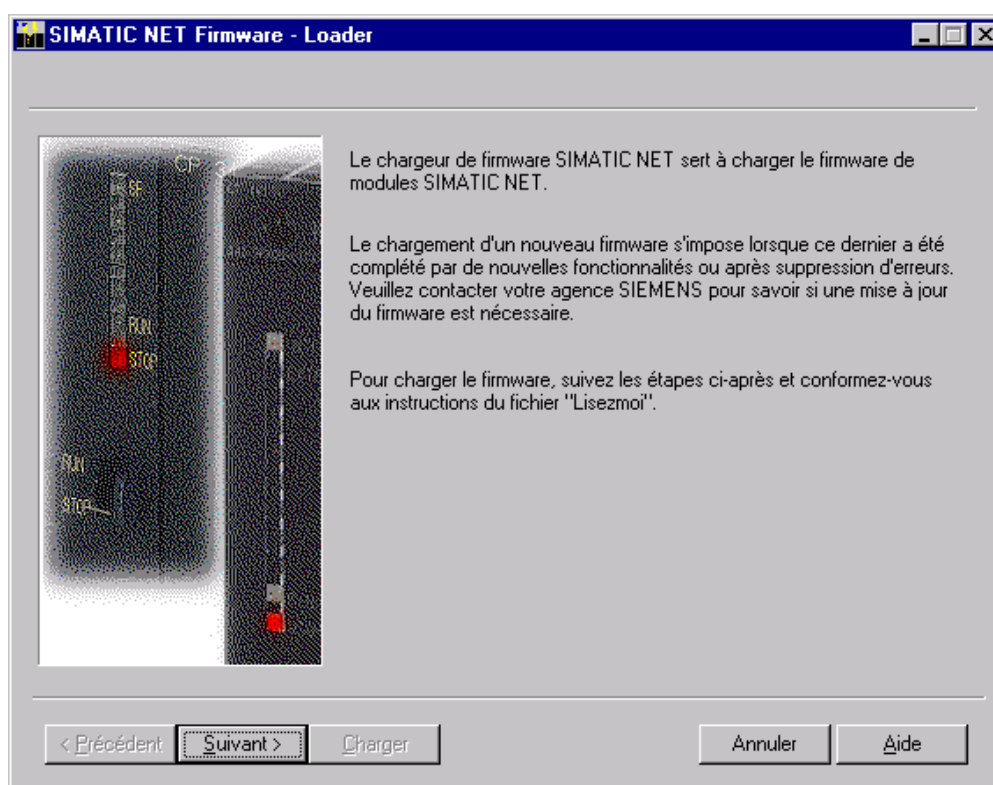 SIMATIC NET Firmware - Loader
CP
SF
RUN
STOP
RUN
STOP
Le chargeur de firmware SIMATIC NET sert à charger le firmware de
modules SIMATIC NET.
Le chargement d'un nouveau firmware s'impose lorsque ce dernier a été
complété par de nouvelles fonctionnalités ou après suppression d'erreurs.
Veuillez contacter votre agence SIEMENS pour savoir si une mise à jour
du firmware est nécessaire.
Pour charger le firmware, suivez les étapes ci-après et conformez-vous
aux instructions du fichier "Lisezmoi".
< Précédent
Suivant >
Charger
Annuler
Aide